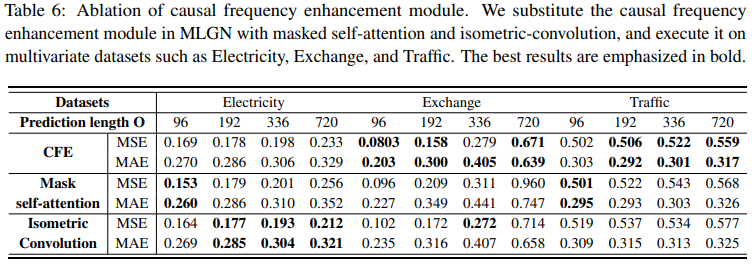 Table 6: Ablation of causal frequency enhancement module. We substitute the causal frequency
enhancement module in MLGN with masked self-attention and isometric-convolution, and execute it on
multivariate datasets such as Electricity, Exchange, and Traffic. The best results are emphasized in bold.
Datasets Electricity Exchange Traffic
Prediction length O 96 192 336 720 96 192 336 720 96 192 336 720
CFE MSE 0.169 0.178 0.198 0.233 0.0803 0.158 0.279 0.671 0.502 0.506 0.522 0.559
MAE 0.270 0.286 0.306 0.329 0.203 0.300 0.405 0.639 0.303 0.292 0.301 0.317
Mask MSE 0.153 0.179 0.201 0.256 0.096 0.209 0.311 0.960 0.501 0.522 0.543 0.568
self-attention MAE 0.260 0.286 0.310 0.352 0.227 0.349 0.441 0.747 0.295 0.293 0.303 0.326
Isometric MSE 0.164 0.177 0.193 0.212 0.102 0.172 0.272 0.714 0.519 0.537 0.534 0.577
Convolution MAE 0.269 0.285 0.304 0.321 0.235 0.316 0.407 0.658 0.309 0.315 0.313 0.325